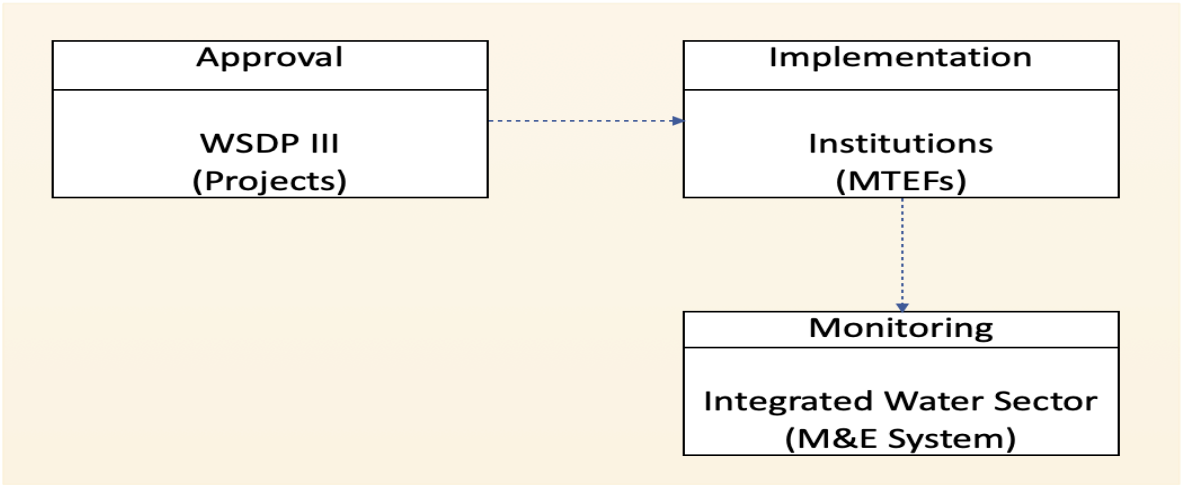 Approval
WSDP III
(Projects)
Implementation
Institutions
(MTEFs)
Monitoring
Integrated Water Sector
(M&E System)